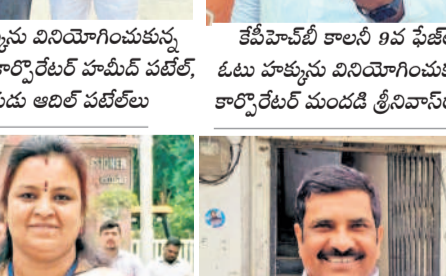 కును వినియోగించుకున్న
ార్పొరేటర్ హమీద్ పటేల్,
డు ఆదిల్ పటేల్‌లు
కేపీహెచ్‌బీ కాలనీ 9వ ఫేజ్‌
ఓటు హక్కును వినియోగించుక
కార్పొరేటర్ మందడి శ్రీనివాస్‌